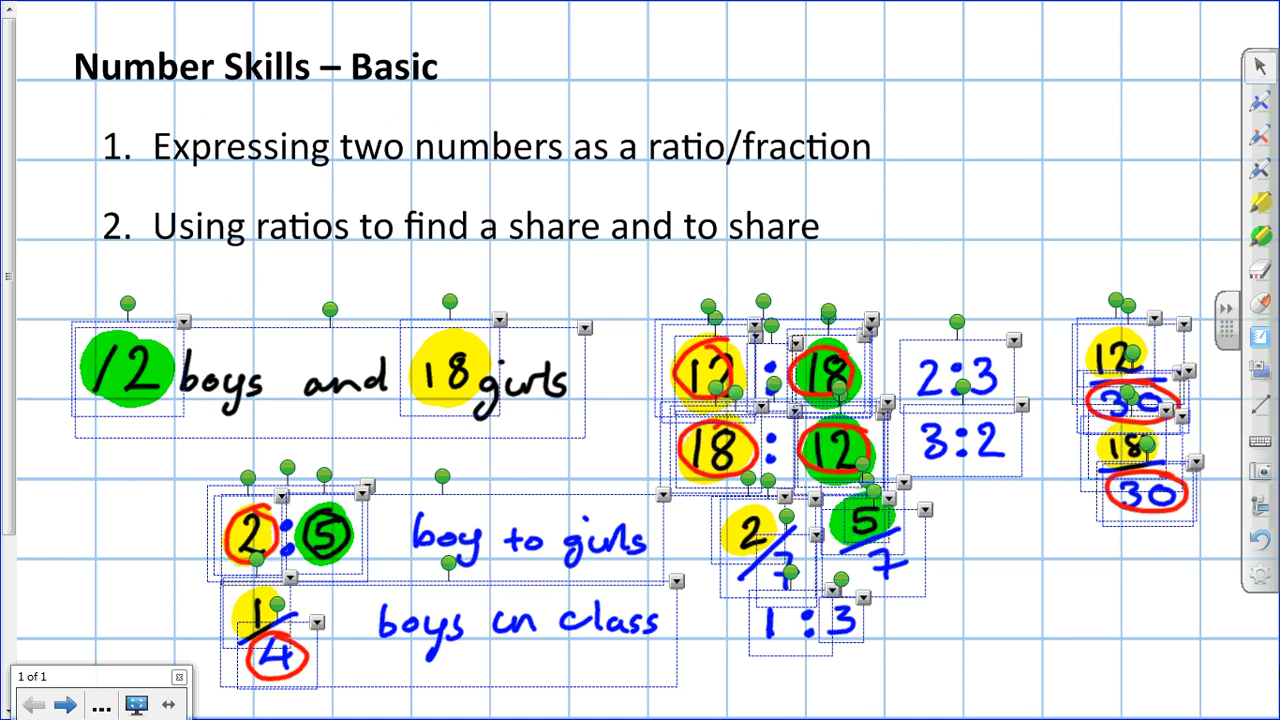 Number Skills – Basic
1. Expressing two numbers as a ratio/fraction
2. Using ratios to find a share and to share
12 boys and 18 girls
12 : 18 2:3
18 : 12 3:2
12/30
18/30
2:5 boy to girls 2/7 5/7
1/4 boys in class 1:3
1 of 1